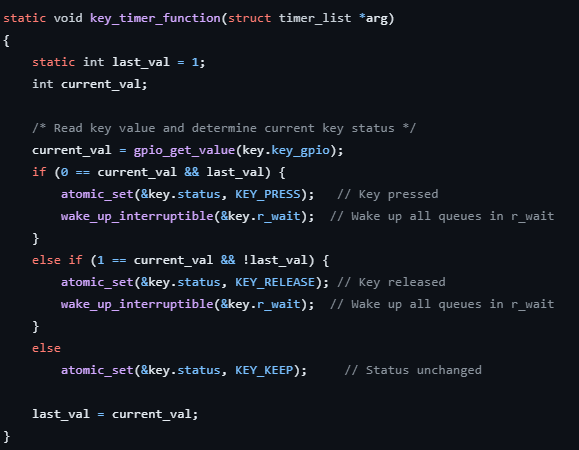 static void key_timer_function(struct timer_list *arg)
{
    static int last_val = 1;
    int current_val;

    /* Read key value and determine current key status */
    current_val = gpio_get_value(key.key_gpio);
    if (0 == current_val && last_val) {
        atomic_set(&key.status, KEY_PRESS);   // Key pressed
        wake_up_interruptible(&key.r_wait);  // Wake up all queues in r_wait
    }
    else if (1 == current_val && !last_val) {
        atomic_set(&key.status, KEY_RELEASE); // Key released
        wake_up_interruptible(&key.r_wait);  // Wake up all queues in r_wait
    }
    else
        atomic_set(&key.status, KEY_KEEP);     // Status unchanged

    last_val = current_val;
}